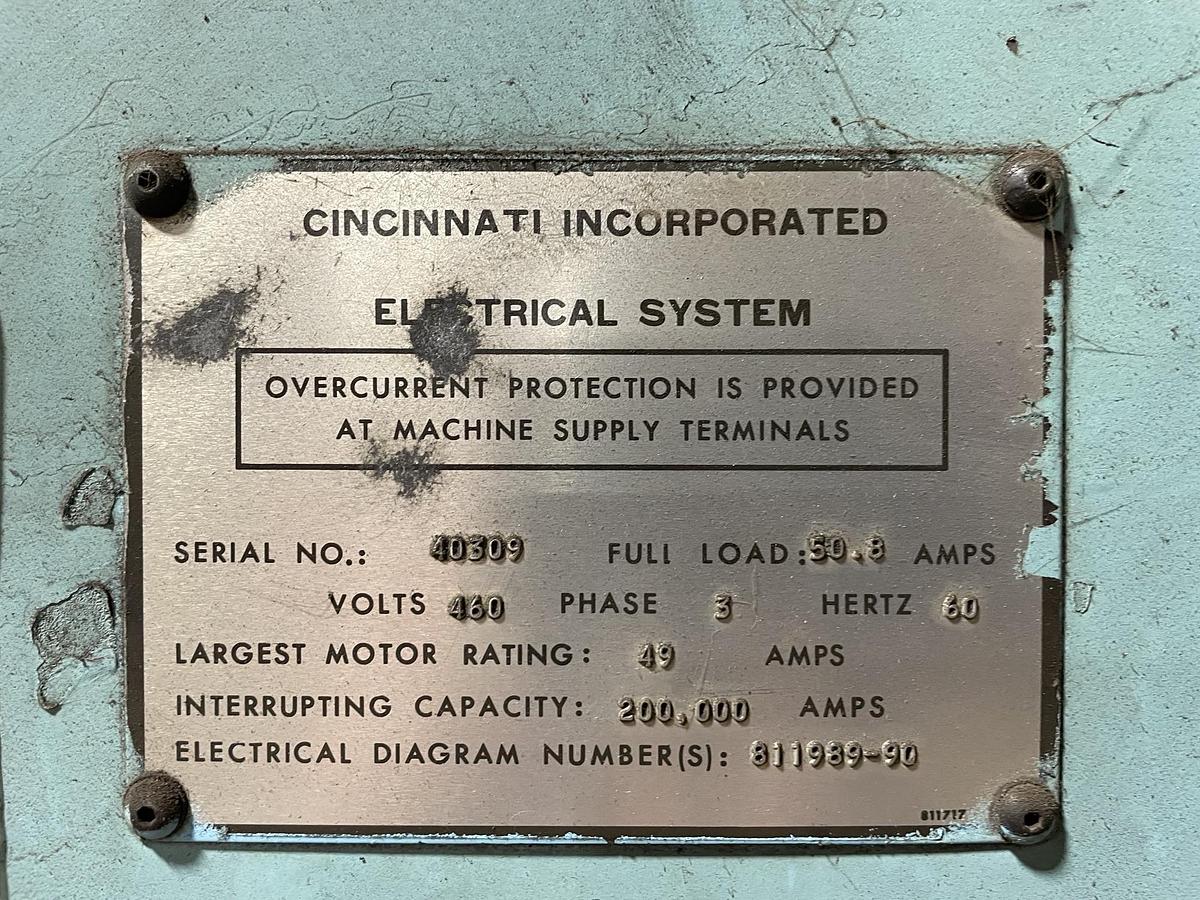 CINCINNATI INCORPORATED
ELECTRICAL SYSTEM
OVERCURRENT PROTECTION IS PROVIDED
AT MACHINE SUPPLY TERMINALS
SERIAL NO.: 40309 FULL LOAD: 50.8 AMPS
VOLTS 460 PHASE 3 HERTZ 60
LARGEST MOTOR RATING: 49 AMPS
INTERRUPTING CAPACITY: 200,000 AMPS
ELECTRICAL DIAGRAM NUMBER(S): 811989-90
811717